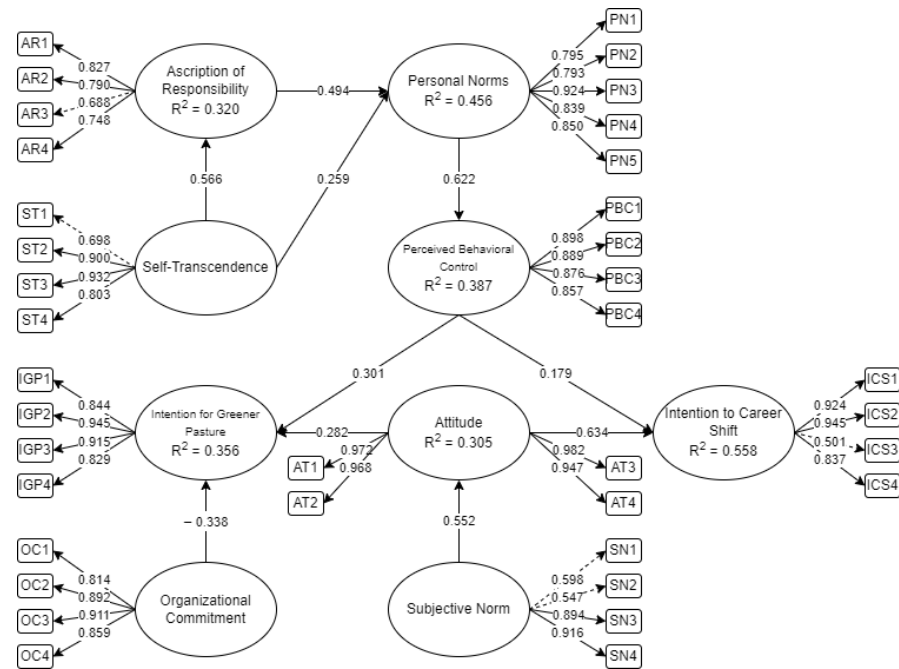 AR1
AR2
AR3
AR4
0.827
0.790
0.688
0.748
Ascription of
Responsibility
R² = 0.320
0.494
Personal Norms
R² = 0.456
0.795
0.793
0.924
0.839
0.850
PN1
PN2
PN3
PN4
PN5
0.566
0.259
0.622
ST1
ST2
ST3
ST4
0.698
0.900
0.932
0.803
Self-Transcendence
Perceived Behavioral
Control
R² = 0.387
0.898
0.889
0.876
0.857
PBC1
PBC2
PBC3
PBC4
0.301
0.179
IGP1
IGP2
IGP3
IGP4
0.844
0.945
0.915
0.829
Intention for Greener
Pasture
R² = 0.356
0.282
Attitude
R² = 0.305
0.634
AT1
AT2
0.972
0.968
0.982
0.947
AT3
AT4
Intention to Career
Shift
R² = 0.558
0.924
0.945
0.501
0.837
ICS1
ICS2
ICS3
ICS4
− 0.338
0.552
OC1
OC2
OC3
OC4
0.814
0.892
0.911
0.859
Organizational
Commitment
Subjective Norm
0.598
0.547
0.894
0.916
SN1
SN2
SN3
SN4